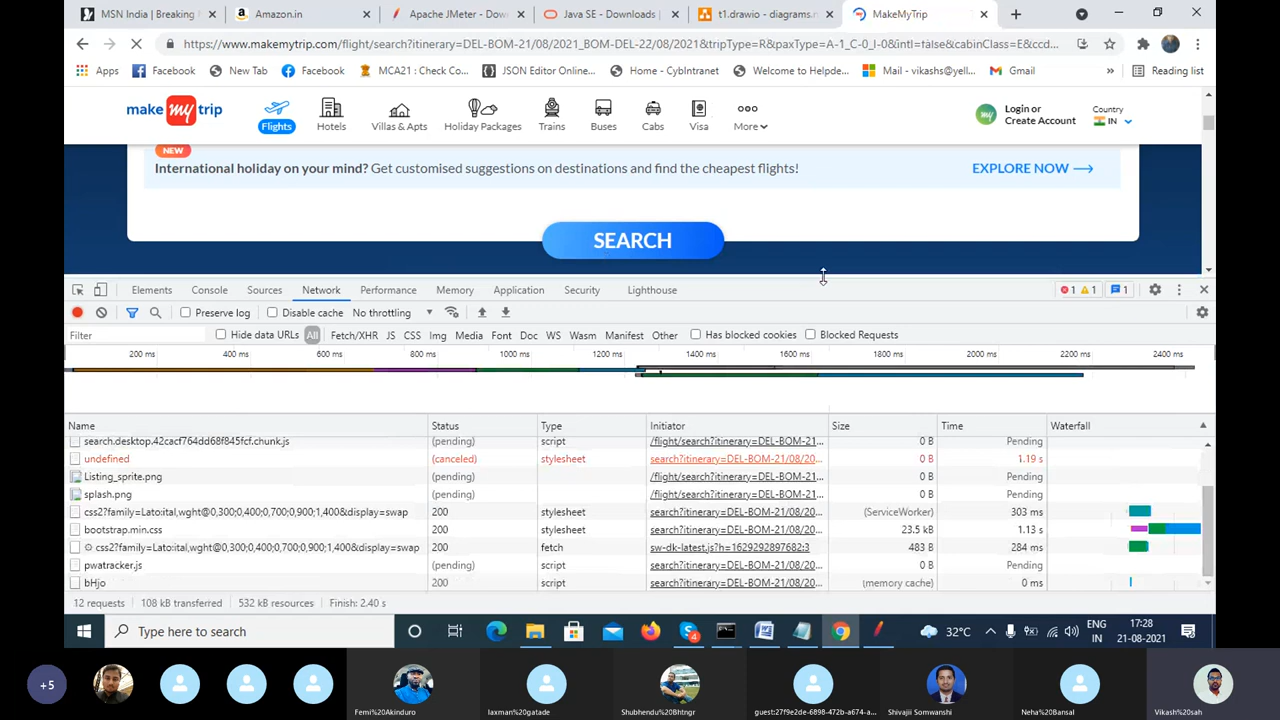 MSN India | Breaking
Amazon.in
Apache JMeter - Dow
Java SE - Downloads |
t1.drawio - diagrams.n
MakeMyTrip
https://www.makemytrip.com/flight/search?itinerary=DEL-BOM-21/08/2021_BOM-DEL-22/08/2021&tripType=R&paxType=A-1_C-0_I-0&intl=false&cabinClass=E&ccd...
Apps
Facebook
New Tab
Facebook
MCA21 : Check Co...
JSON Editor Online...
Home - CybIntranet
Welcome to Helpde...
Mail - vikashs@yell...
Gmail
»
Reading list
make my trip
Flights
Hotels
Villas & Apts
Holiday Packages
Trains
Buses
Cabs
Visa
More
my
Login or
Create Account
Country
IN
NEW
International holiday on your mind? Get customised suggestions on destinations and find the cheapest flights!
EXPLORE NOW
SEARCH
Elements
Console
Sources
Network
Performance
Memory
Application
Security
Lighthouse
1
1
1
Preserve log
Disable cache
No throttling
Filter
Hide data URLs
All
Fetch/XHR
JS
CSS
Img
Media
Font
Doc
WS
Wasm
Manifest
Other
Has blocked cookies
Blocked Requests
200 ms
400 ms
600 ms
800 ms
1000 ms
1200 ms
1400 ms
1600 ms
1800 ms
2000 ms
2200 ms
2400 ms
Name Status Type Initiator Size Time Waterfall
search.desktop.42cacf764dd68f845fcf.chunk.js (pending) script /flight/search?itinerary=DEL-BOM-21... 0 B Pending
undefined (canceled) stylesheet search?itinerary=DEL-BOM-21/08/20... 0 B 1.19 s
Listing_sprite.png (pending) /flight/search?itinerary=DEL-BOM-21... 0 B Pending
splash.png (pending) /flight/search?itinerary=DEL-BOM-21... 0 B Pending
css2?family=Lato:ital,wght@0,300;0,400;0,700;0,900;1,400&display=swap 200 stylesheet search?itinerary=DEL-BOM-21/08/20... (ServiceWorker) 303 ms
bootstrap.min.css 200 stylesheet search?itinerary=DEL-BOM-21/08/20... 23.5 kB 1.13 s
css2?family=Lato:ital,wght@0,300;0,400;0,700;0,900;1,400&display=swap 200 fetch sw-dk-latest.js?h=1629292897682:3 483 B 284 ms
pwatracker.js (pending) script search?itinerary=DEL-BOM-21/08/20... 0 B Pending
bHjo 200 script search?itinerary=DEL-BOM-21/08/20... (memory cache) 0 ms
12 requests
108 kB transferred
532 kB resources
Finish: 2.40 s
Type here to search
4
32°C
ENG
IN
17:28
21-08-2021
+5
Femi%20Akinduro
laxman%20gatade
Shubhendu%20Bhtngr
guest:27f9e2de-6898-472b-a674-a...
Shivajii Somwanshi
Neha%20Bansal
Vikash%20sah